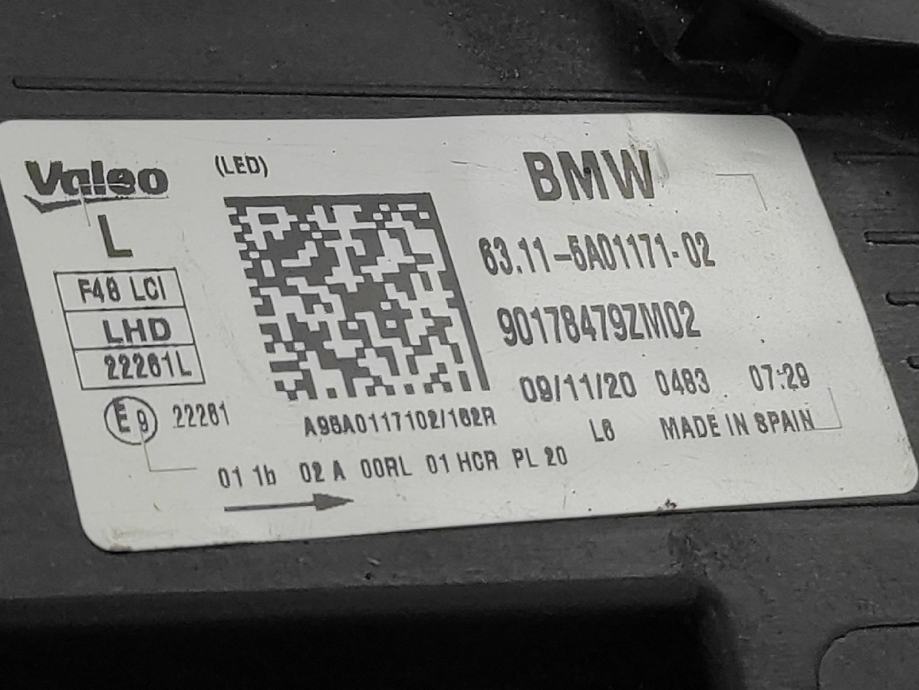 Valeo
(LED)
BMW
L
63.11-5A01171-02
F48 LCI
LHD
22261L
90178479ZM02
09/11/20 0483 07:29
E9 22261
A95A0117102/182R
L6 MADE IN SPAIN
01 1b 02 A 00RL 01 HCR PL 20